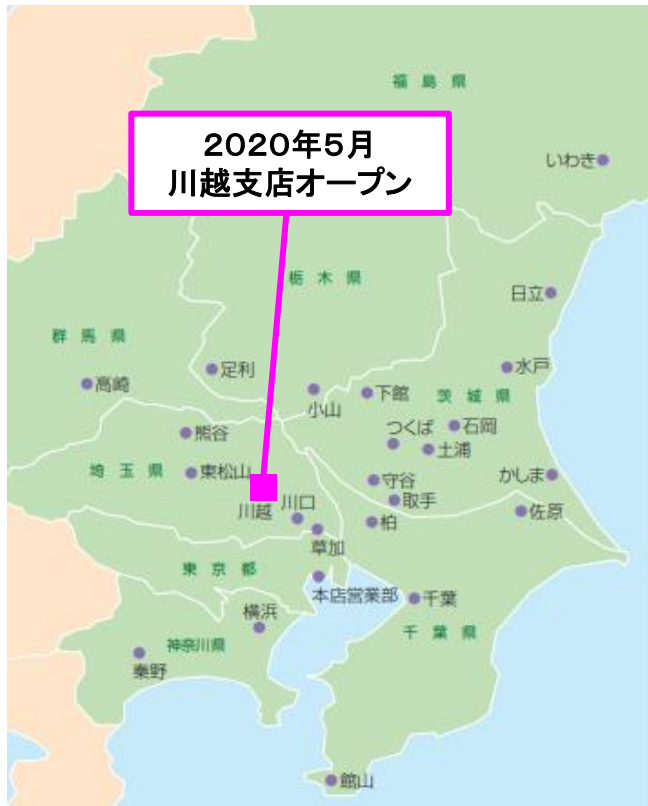 福島県
2020年5月
川越支店オープン
いわき
栃木県
日立
群馬県
水戸
足利
高崎
下館
茨城県
小山
つくば
石岡
熊谷
土浦
埼玉県
東松山
かしま
守谷
川越
川口
取手
佐原
柏
草加
東京都
本店営業部
千葉
横浜
千葉県
神奈川県
秦野
館山